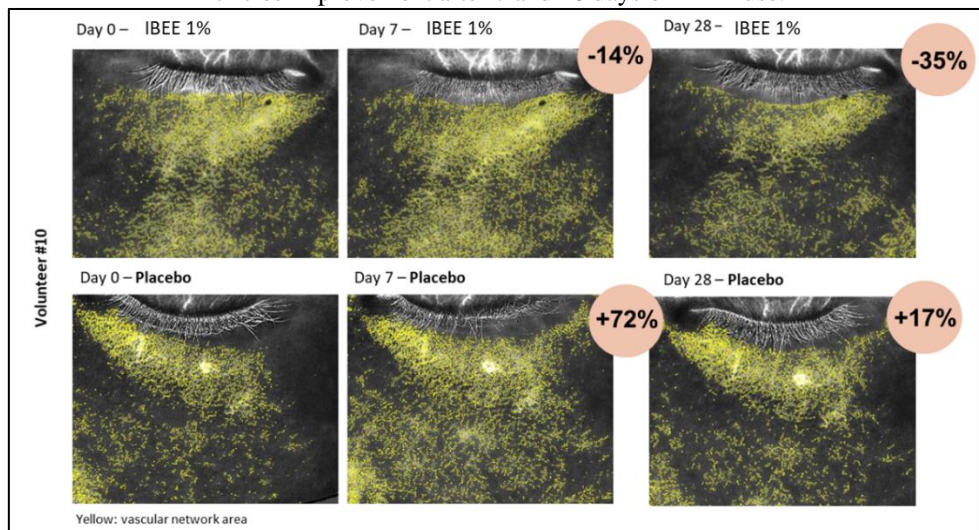 Day 0 – IBEE 1%
Day 7 – IBEE 1%
Day 28 – IBEE 1%
-14%
-35%
Volunteer #10
Day 0 – Placebo
Day 7 – Placebo
Day 28 – Placebo
+72%
+17%
Yellow: vascular network area